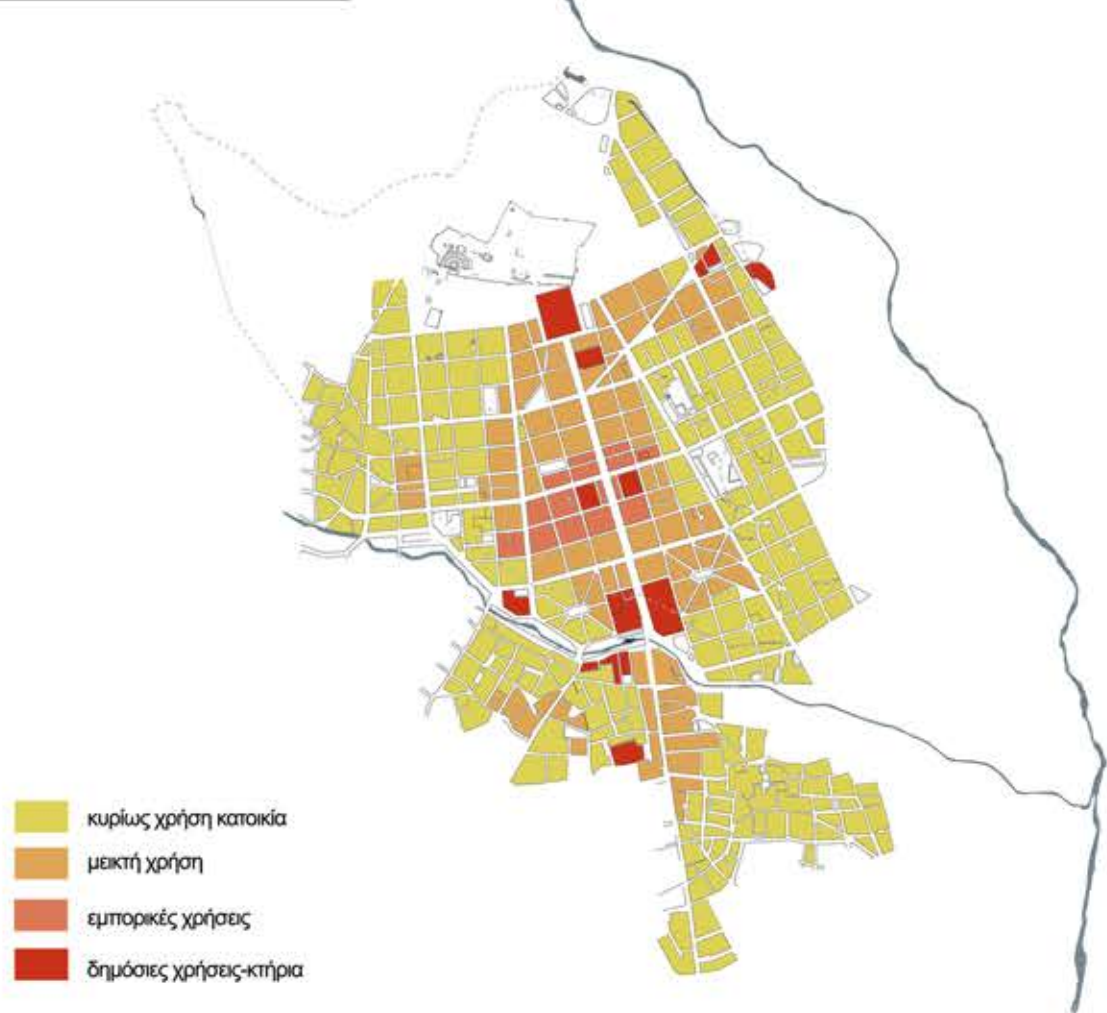 κυρίως χρήση κατοικία
μεικτή χρήση
εμπορικές χρήσεις
δημόσιες χρήσεις-κτήρια